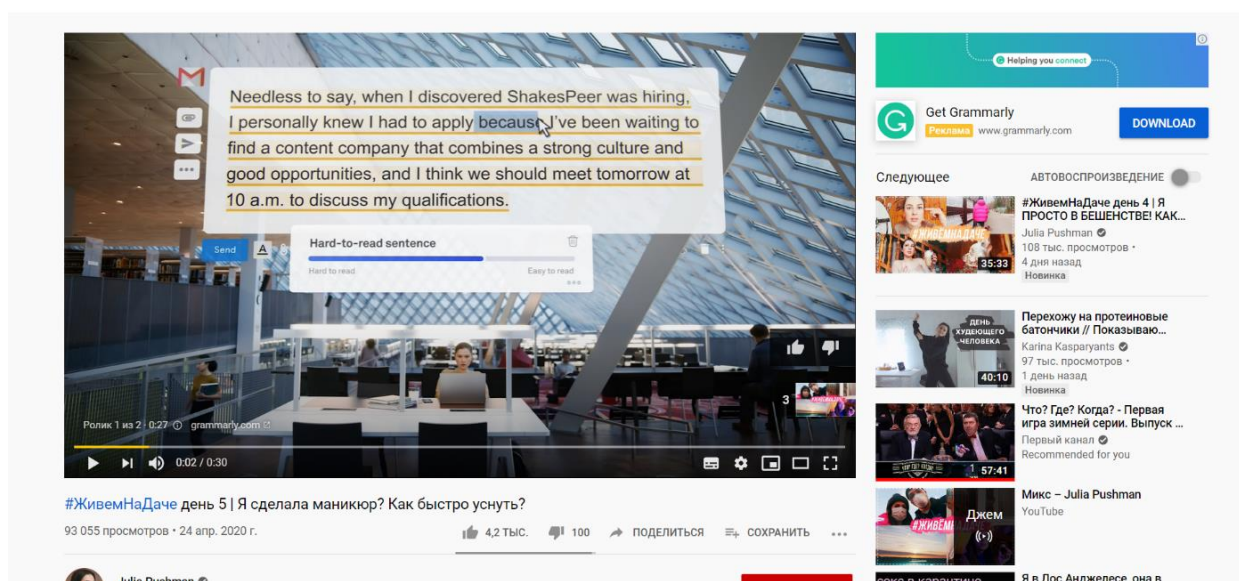 Needless to say, when I discovered ShakesPeer was hiring,
I personally knew I had to apply because I've been waiting to
find a content company that combines a strong culture and
good opportunities, and I think we should meet tomorrow at
10 a.m. to discuss my qualifications.
Send
A
Hard-to-read sentence
Hard to read
Easy to read
3
Ролик 1 из 2 · 0:27
grammarly.com
0:02 / 0:30
#ЖивемНаДаче день 5 | Я сделала маникюр? Как быстро уснуть?
93 055 просмотров • 24 апр. 2020 г.
4,2 ТЫС.
100
ПОДЕЛИТЬСЯ
СОХРАНИТЬ
Julia Pushman
Helping you connect
Get Grammarly
Реклама www.grammarly.com
DOWNLOAD
Следующее
АВТОВОСПРОИЗВЕДЕНИЕ
#ЖИВЁМНАДАЧЕ
35:33
#ЖивемНаДаче день 4 | Я
ПРОСТО В БЕШЕНСТВЕ! КАК...
Julia Pushman
108 тыс. просмотров •
4 дня назад
Новинка
ДЕНЬ
ХУДЕЮЩЕГО
ЧЕЛОВЕКА
40:10
Перехожу на протеиновые
батончики // Показываю...
Karina Kasparyants
97 тыс. просмотров •
1 день назад
Новинка
57:41
Что? Где? Когда? - Первая
игра зимней серии. Выпуск ...
Первый канал
Recommended for you
Джем
Микс – Julia Pushman
YouTube
Я в Лос Анджелесе, она в